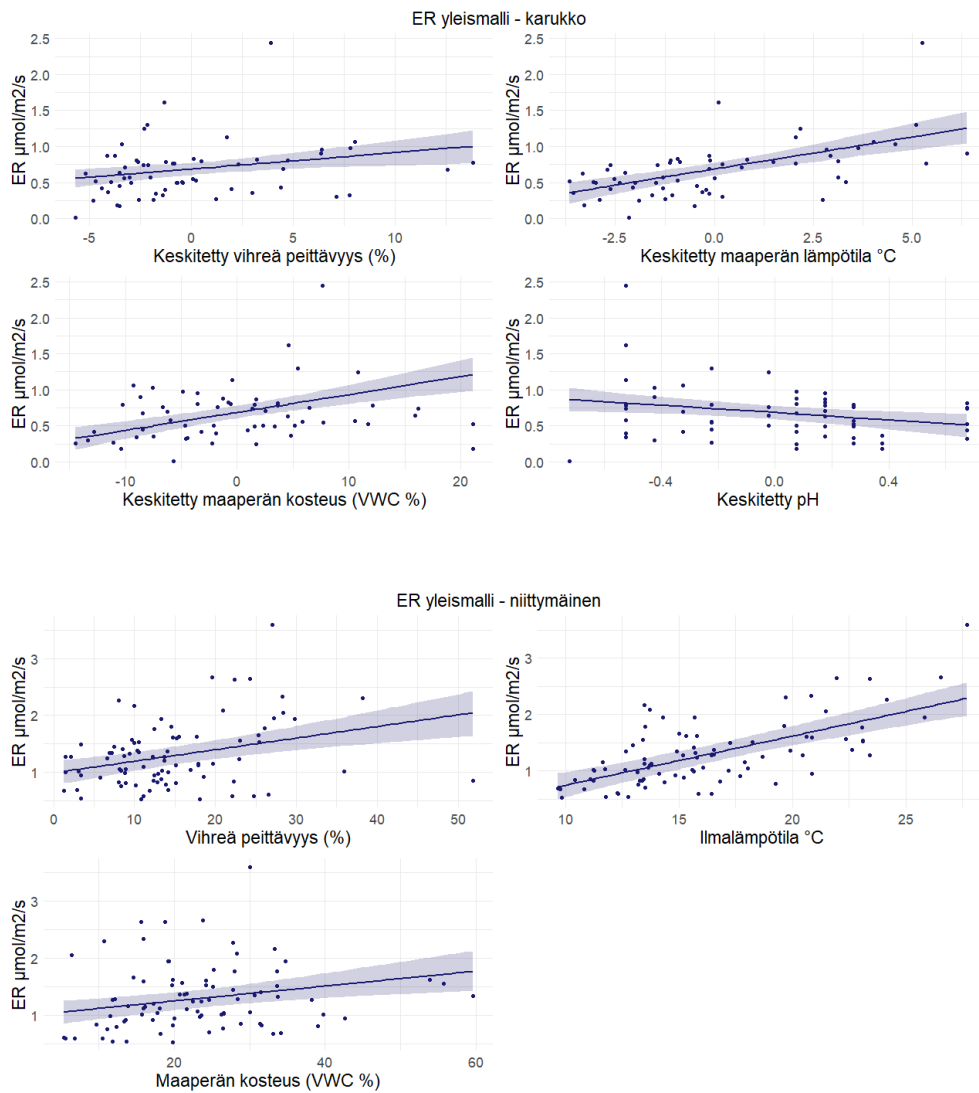 ER yleismalli - karukko
2.5
2.0
1.5
1.0
0.5
0.0
ER µmol/m2/s
-5 0 5 10
Keskitetty vihreä peittävyys (%)
2.5
2.0
1.5
1.0
0.5
0.0
ER µmol/m2/s
-2.5 0.0 2.5 5.0
Keskitetty maaperän lämpötila °C
2.5
2.0
1.5
1.0
0.5
0.0
ER µmol/m2/s
-10 0 10 20
Keskitetty maaperän kosteus (VWC %)
2.5
2.0
1.5
1.0
0.5
0.0
ER µmol/m2/s
-0.4 0.0 0.4
Keskitetty pH
ER yleismalli - niittymäinen
3
2
1
ER µmol/m2/s
0 10 20 30 40 50
Vihreä peittävyys (%)
3
2
1
ER µmol/m2/s
10 15 20 25
Ilmalämpötila °C
3
2
1
ER µmol/m2/s
20 40 60
Maaperän kosteus (VWC %)